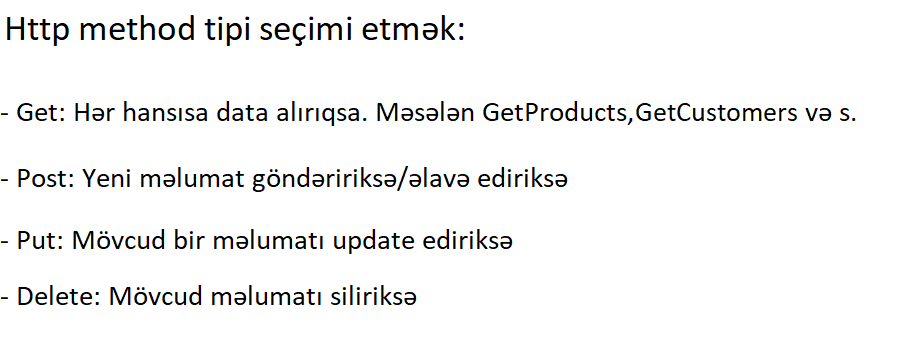 Http method tipi seçimi etmək:
- Get: Hər hansısa data alırıqsa. Məsələn GetProducts,GetCustomers və s.
- Post: Yeni məlumat göndəririksə/əlavə ediriksə
- Put: Mövcud bir məlumatı update ediriksə
- Delete: Mövcud məlumatı siliriksə